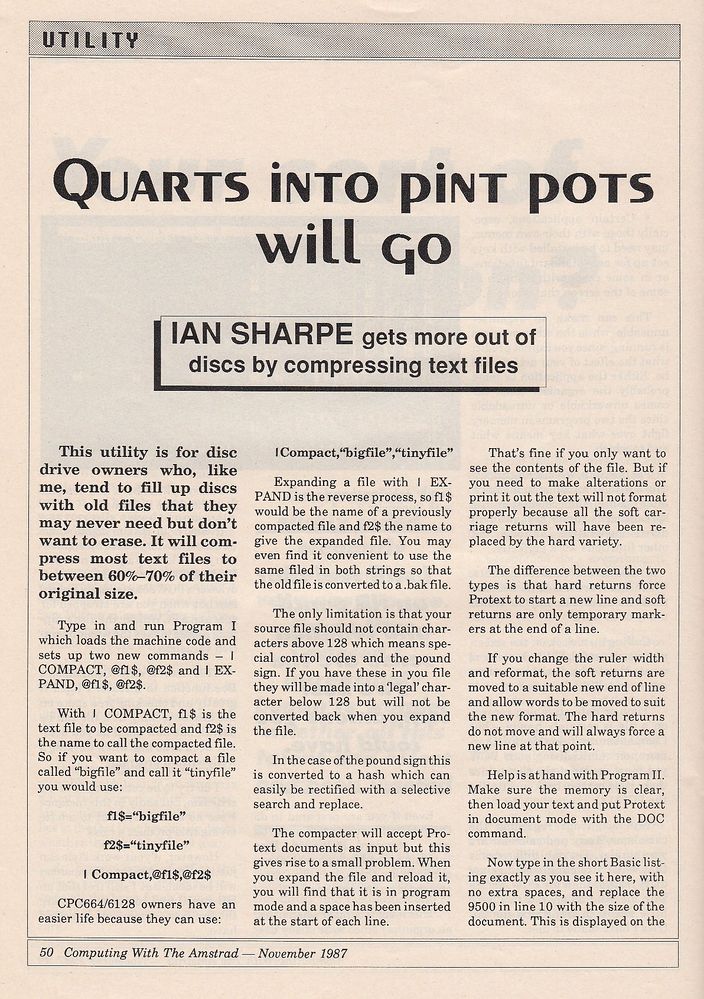 UTILITY
QUARTS INTO PINT POTS
WILL GO
IAN SHARPE gets more out of
discs by compressing text files
This utility is for disc
drive owners who, like
me, tend to fill up discs
with old files that they
may never need but don't
want to erase. It will com-
press most text files to
between 60%–70% of their
original size.
Type in and run Program I
which loads the machine code and
sets up two new commands – |
COMPACT, @f1$, @f2$ and | EX-
PAND, @f1$, @f2$.
With | COMPACT, f1$ is the
text file to be compacted and f2$ is
the name to call the compacted file.
So if you want to compact a file
called "bigfile" and call it "tinyfile"
you would use:
f1$="bigfile"
f2$="tinyfile"
| Compact,@f1$,@f2$
CPC664/6128 owners have an
easier life because they can use:
|Compact,"bigfile","tinyfile"
Expanding a file with | EX-
PAND is the reverse process, so f1$
would be the name of a previously
compacted file and f2$ the name to
give the expanded file. You may
even find it convenient to use the
same filed in both strings so that
the old file is converted to a .bak file.
The only limitation is that your
source file should not contain char-
acters above 128 which means spe-
cial control codes and the pound
sign. If you have these in you file
they will be made into a 'legal' char-
acter below 128 but will not be
converted back when you expand
the file.
In the case of the pound sign this
is converted to a hash which can
easily be rectified with a selective
search and replace.
The compacter will accept Pro-
text documents as input but this
gives rise to a small problem. When
you expand the file and reload it,
you will find that it is in program
mode and a space has been inserted
at the start of each line.
That's fine if you only want to
see the contents of the file. But if
you need to make alterations or
print it out the text will not format
properly because all the soft car-
riage returns will have been re-
placed by the hard variety.
The difference between the two
types is that hard returns force
Protext to start a new line and soft
returns are only temporary mark-
ers at the end of a line.
If you change the ruler width
and reformat, the soft returns are
moved to a suitable new end of line
and allow words to be moved to suit
the new format. The hard returns
do not move and will always force a
new line at that point.
Help is at hand with Program II.
Make sure the memory is clear,
then load your text and put Protext
in document mode with the DOC
command.
Now type in the short Basic list-
ing exactly as you see it here, with
no extra spaces, and replace the
9500 in line 10 with the size of the
document. This is displayed on the
50 Computing With The Amstrad — November 1987